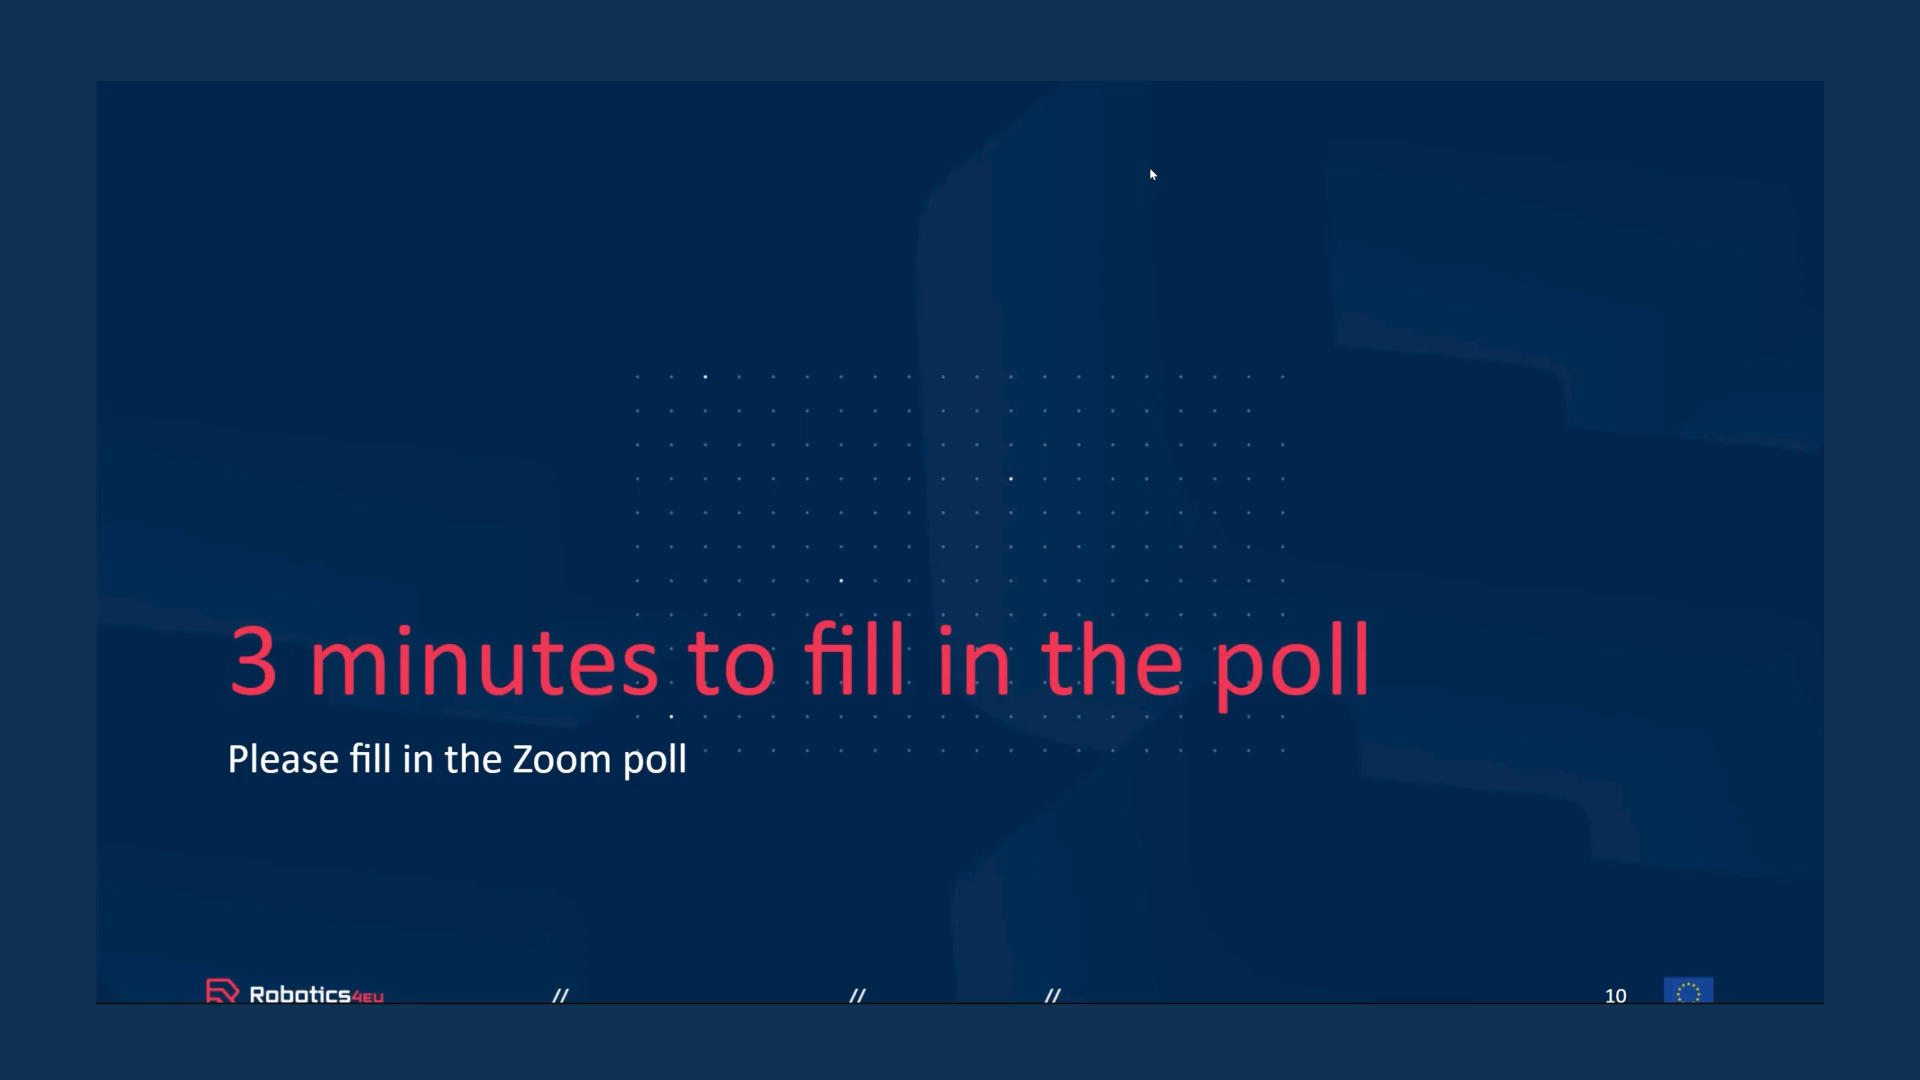 3 minutes to fill in the poll
Please fill in the Zoom poll
Robotics4EU // // // 10